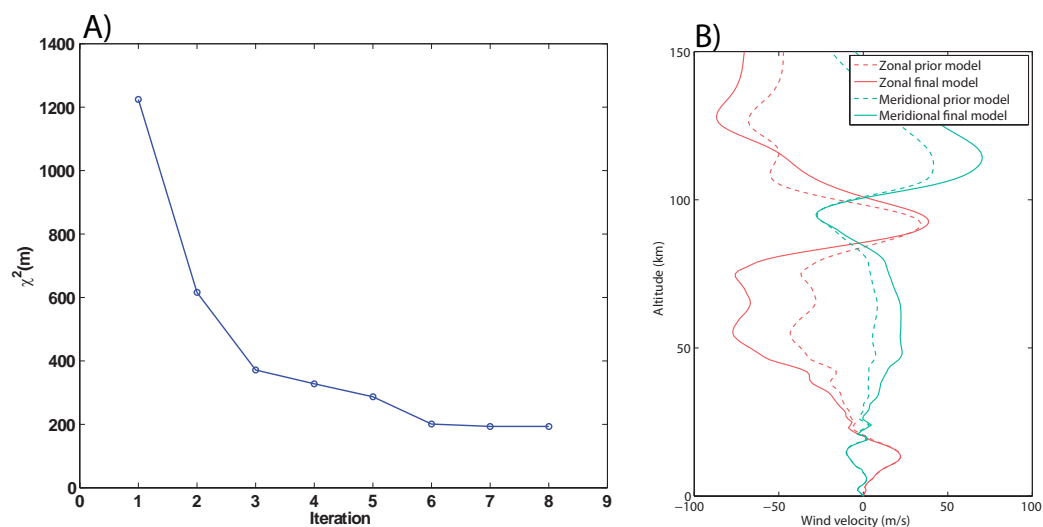 A)
1400
1200
1000
800
600
400
200
0
χ²(m)
0 1 2 3 4 5 6 7 8 9
Iteration
B)
150
100
50
0
Altitude (km)
Zonal prior model
Zonal final model
Meridional prior model
Meridional final model
−100 −50 0 50 100
Wind velocity (m/s)